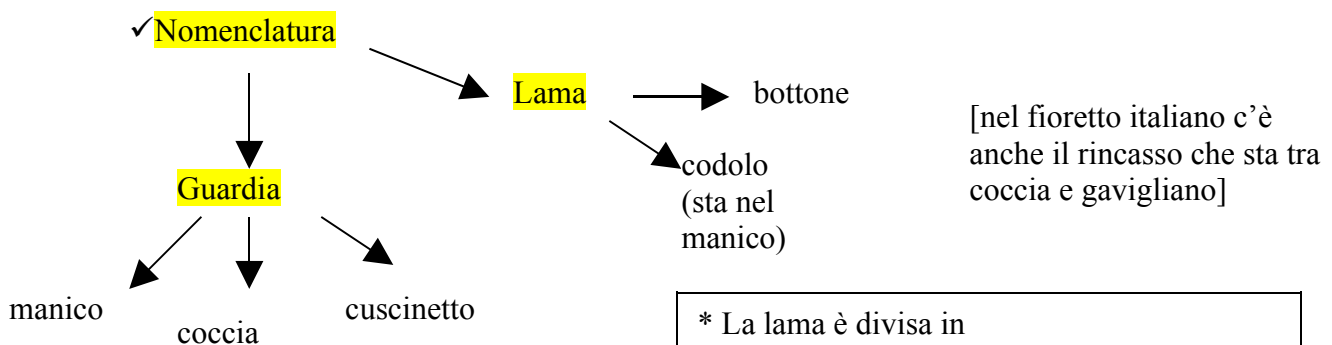 ✓Nomenclatura
Lama
bottone
[nel fioretto italiano c’è
anche il rincasso che sta tra
coccia e gavigliano]
codolo
(sta nel
manico)
Guardia
manico
coccia
cuscinetto
* La lama è divisa in